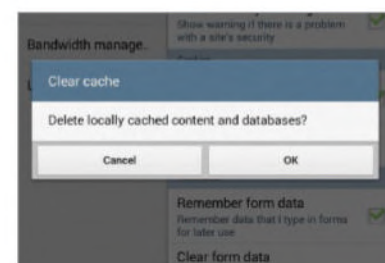 Show warning if there is a problem
with a site's security
Bandwidth manage..
Clear cache
Delete locally cached content and databases?
Cancel
OK
Remember form data
Remember data that I type in forms
for later use
Clear form data